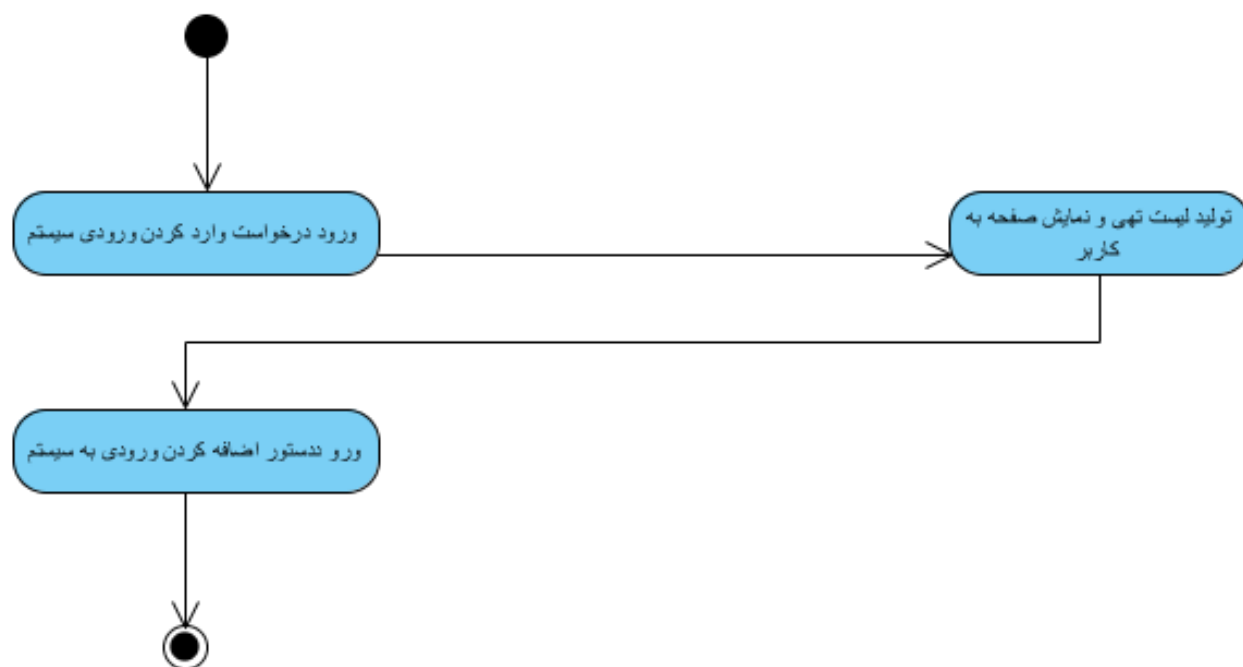 ورود درخواست وارد کردن ورودی سیستم
تولید لیست تهی و نمایش صفحه به
کاربر
ورو ددستور اضافه کردن ورودی به سیستم